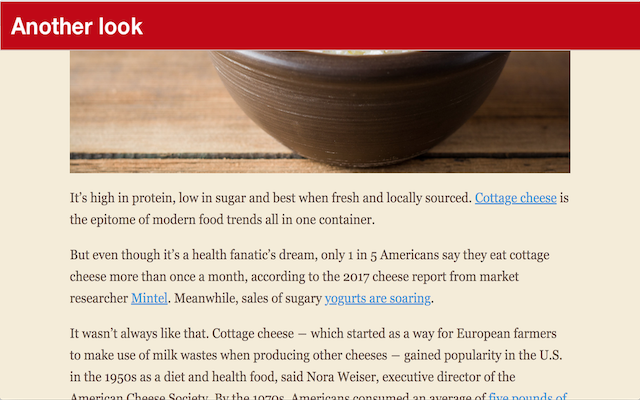 Another look
It’s high in protein, low in sugar and best when fresh and locally sourced. Cottage cheese is
the epitome of modern food trends all in one container.
But even though it’s a health fanatic’s dream, only 1 in 5 Americans say they eat cottage
cheese more than once a month, according to the 2017 cheese report from market
researcher Mintel. Meanwhile, sales of sugary yogurts are soaring.
It wasn’t always like that. Cottage cheese — which started as a way for European farmers
to make use of milk wastes when producing other cheeses — gained popularity in the U.S.
in the 1950s as a diet and health food, said Nora Weiser, executive director of the
American Cheese Society. By the 1970s, Americans consumed an average of five pounds of